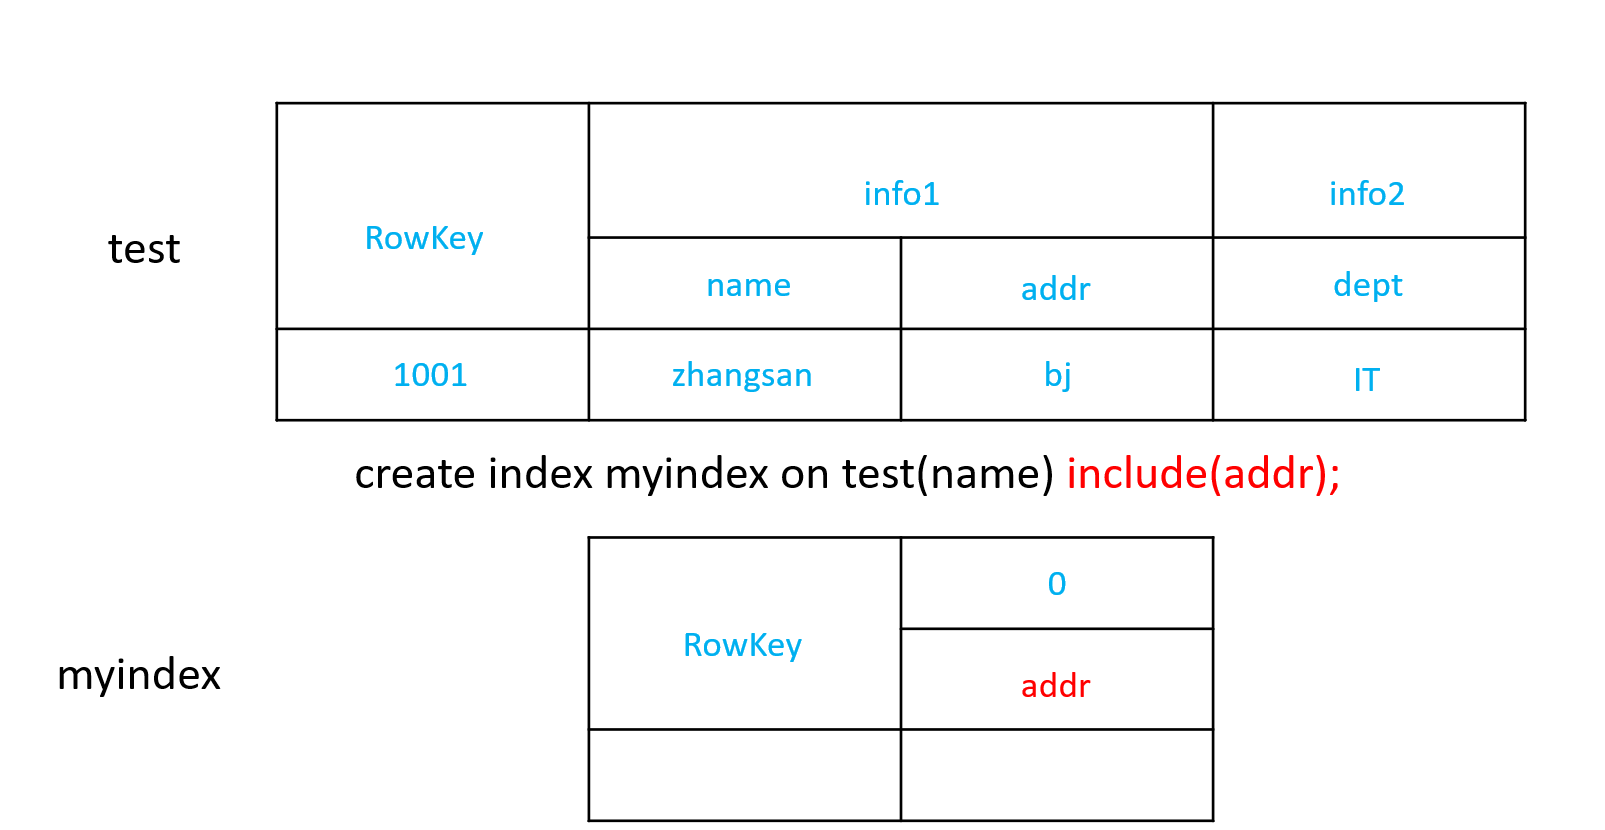 info1 info2
test RowKey
name addr dept
1001 zhangsan bj IT
create index myindex on test(name) include(addr);
0
RowKey
myindex addr